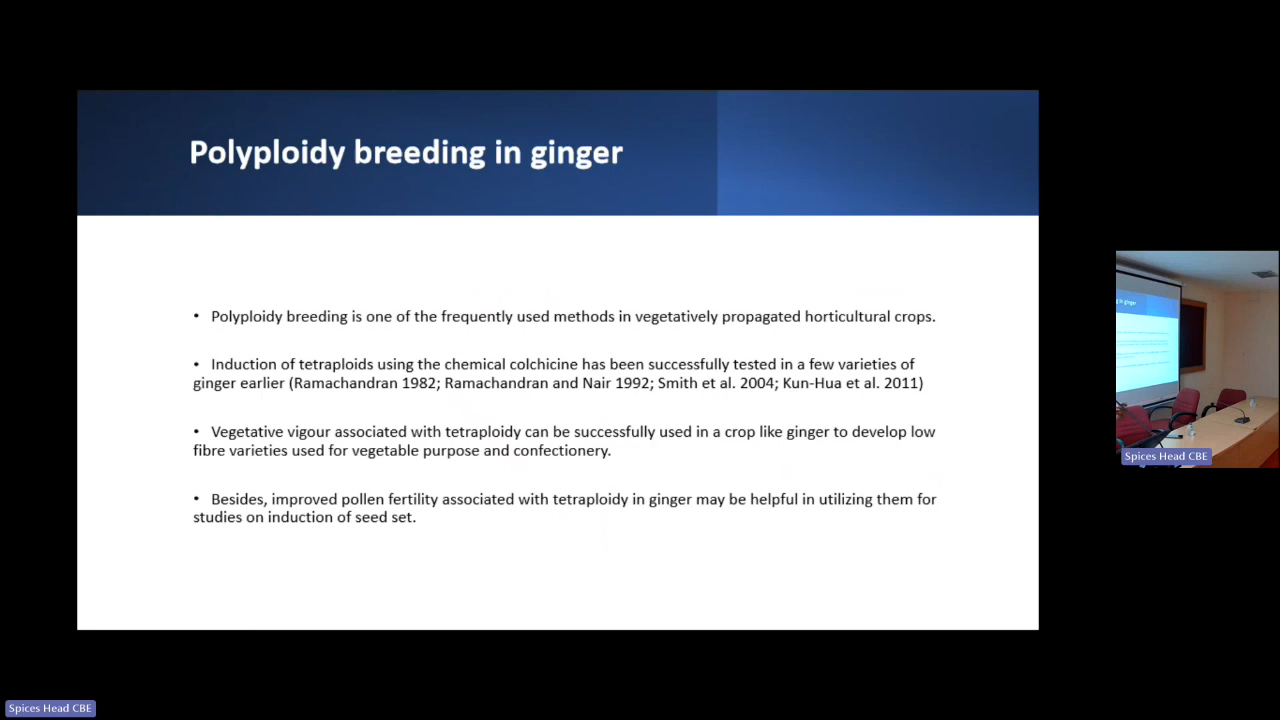 Polyploidy breeding in ginger
• Polyploidy breeding is one of the frequently used methods in vegetatively propagated horticultural crops.
• Induction of tetraploids using the chemical colchicine has been successfully tested in a few varieties of
ginger earlier (Ramachandran 1982; Ramachandran and Nair 1992; Smith et al. 2004; Kun-Hua et al. 2011)
• Vegetative vigour associated with tetraploidy can be successfully used in a crop like ginger to develop low
fibre varieties used for vegetable purpose and confectionery.
• Besides, improved pollen fertility associated with tetraploidy in ginger may be helpful in utilizing them for
studies on induction of seed set.
Spices Head CBE
Spices Head CBE